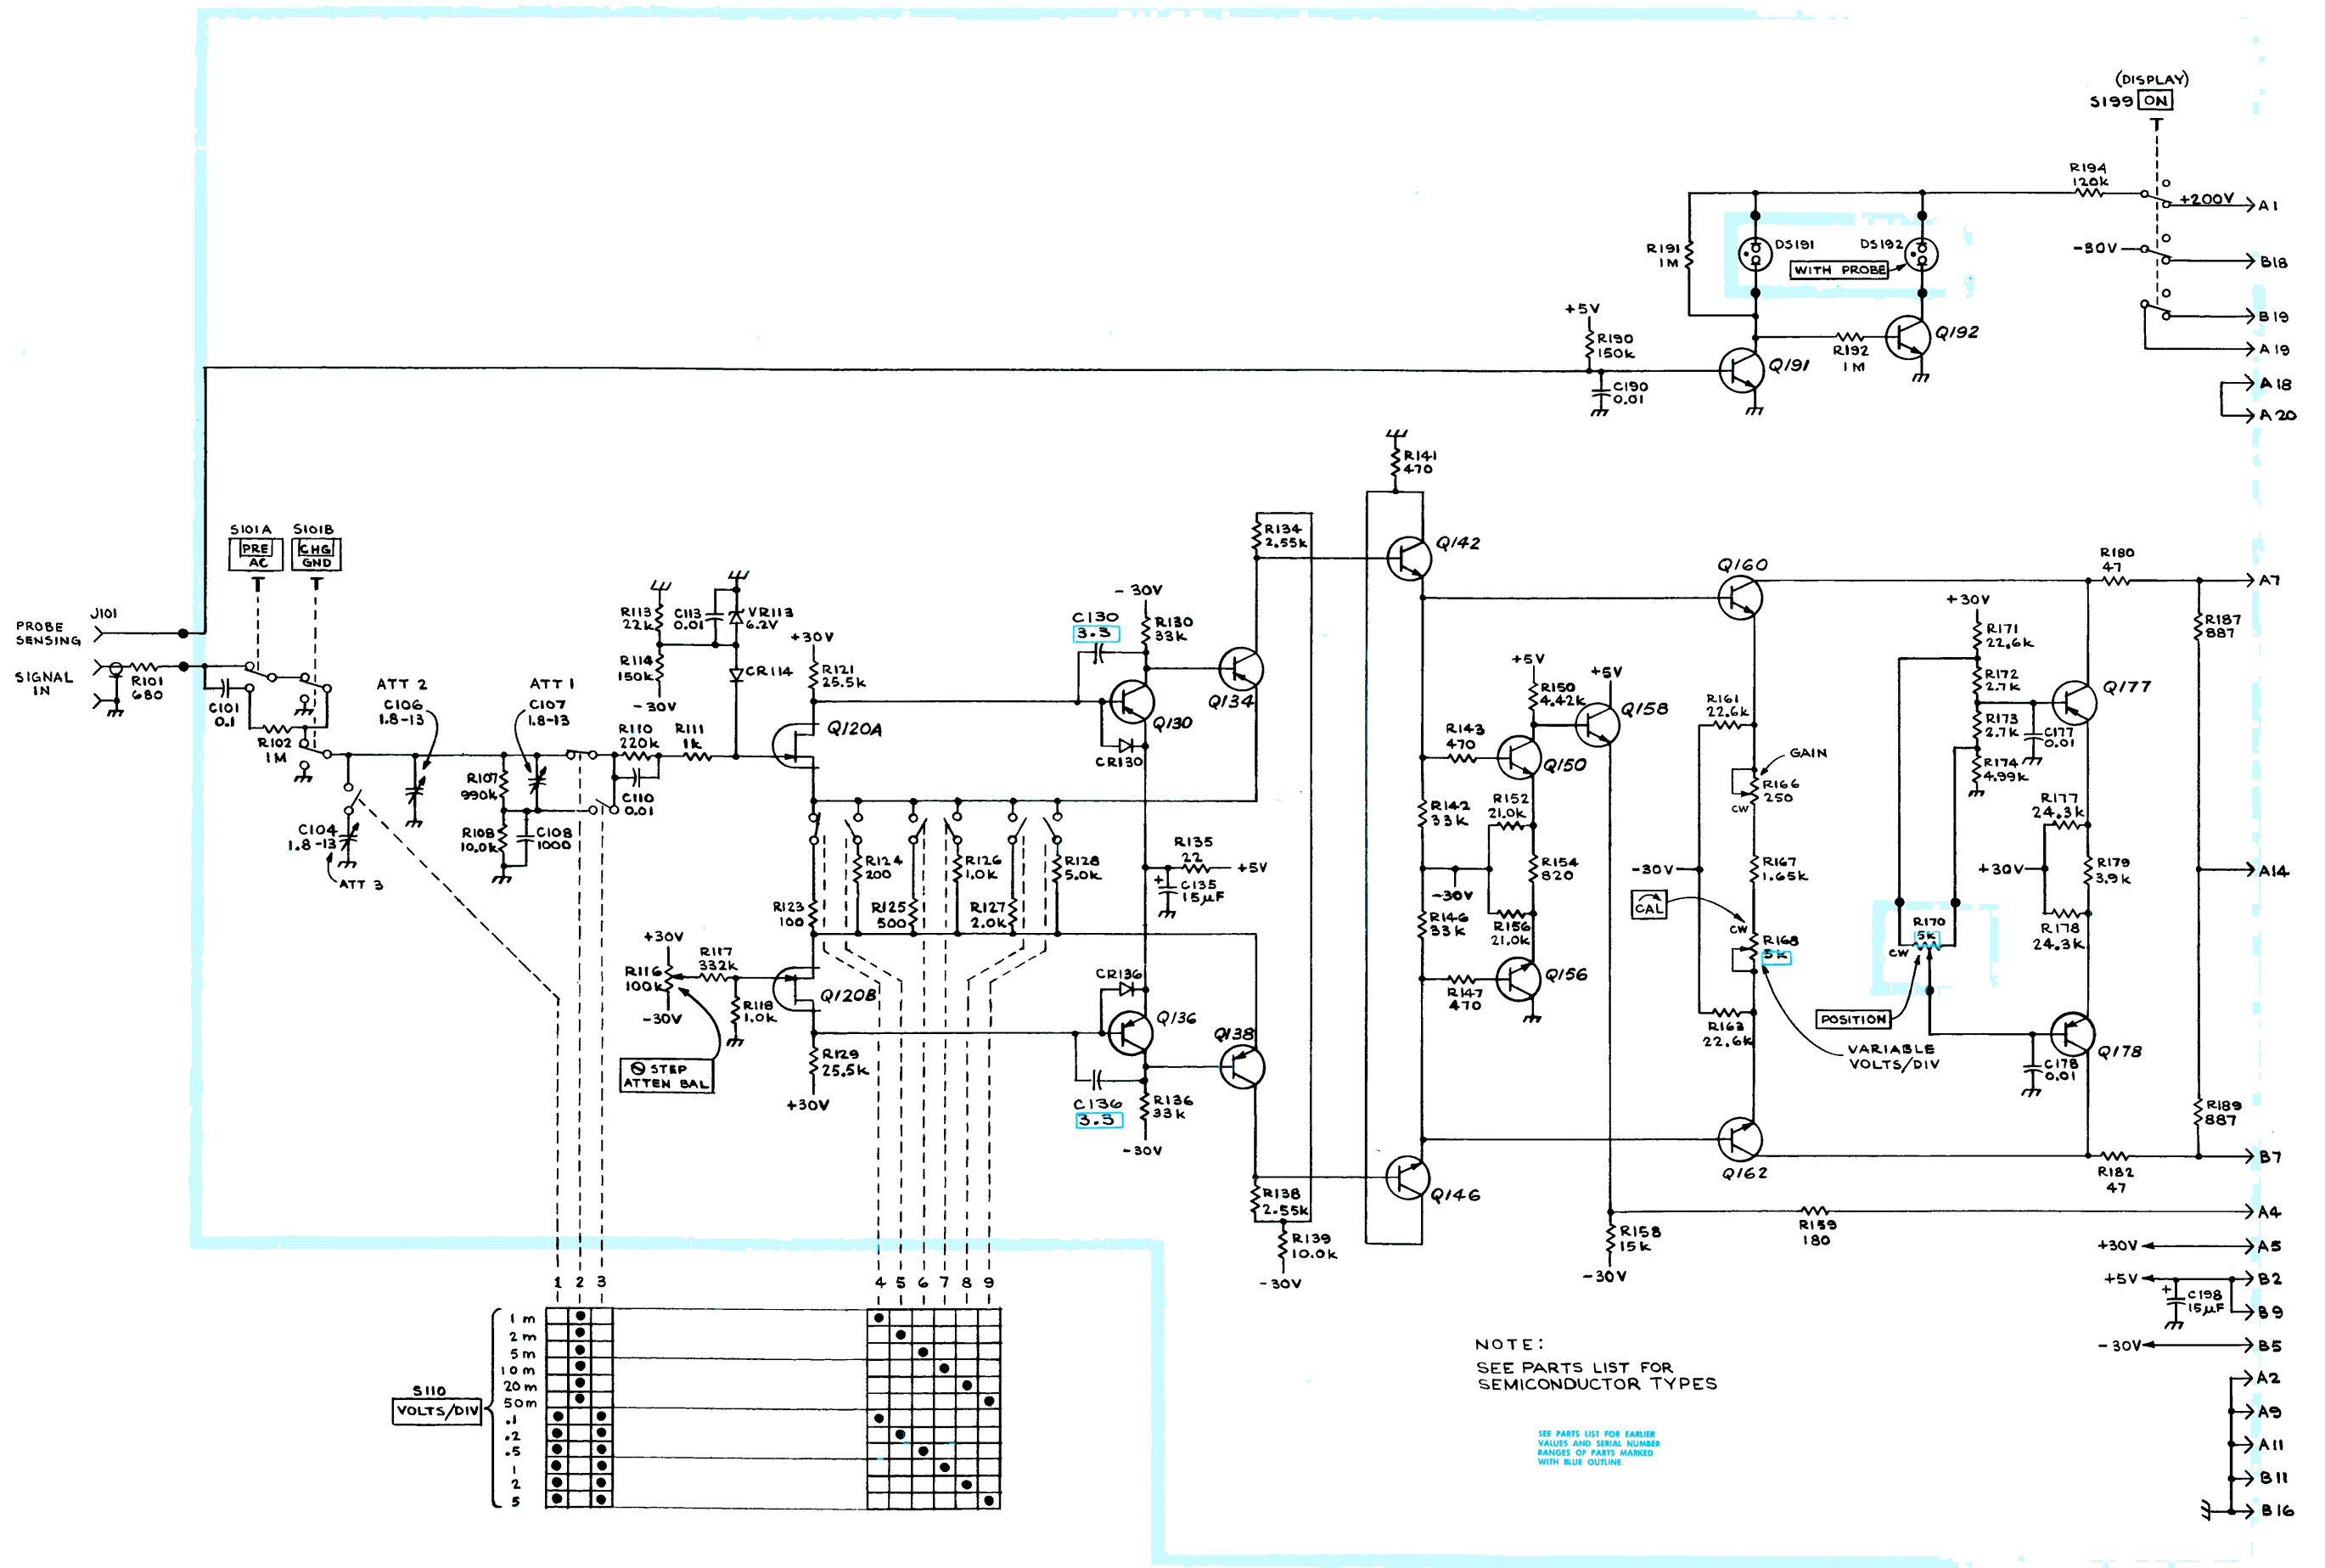 (DISPLAY)
S199 ON
R194
120k
+200V
A1
-30V
B18
B19
A19
A18
A20
R191
1M
DS191
DS192
WITH PROBE
+5V
R190
150k
C190
0.01
Q191
R192
1M
Q192
J101
PROBE
SENSING
SIGNAL
IN
R101
680
S101A
PRE
AC
S101B
CHG
GND
C101
0.1
R102
1M
ATT 2
C106
1.8-13
ATT 1
C107
1.8-13
C104
1.8-13
ATT 3
R107
990k
R108
10.0k
C108
1000
R110
220k
C110
0.01
R111
1k
R113
22k
C113
0.01
VR113
6.2V
R114
150k
-30V
CR114
+30V
R121
25.5k
Q120A
R123
100
R124
200
R125
500
R126
1.0k
R127
2.0k
R128
5.0k
+30V
R116
100k
-30V
R117
332k
R118
1.0k
STEP
ATTEN BAL
Q120B
R129
25.5k
+30V
C130
3.3
-30V
R130
33k
Q130
CR130
Q134
R134
2.55k
R135
22
+5V
C135
15µF
CR136
Q136
C136
3.3
R136
33k
-30V
Q138
R138
2.55k
R139
10.0k
-30V
R141
470
Q142
R142
33k
R143
470
-30V
R146
33k
R147
470
Q146
+5V
R150
4.42k
Q150
R152
21.0k
R154
820
R156
21.0k
Q156
+5V
Q158
R158
15k
-30V
R159
180
Q160
R161
22.6k
GAIN
R166
250
CW
R167
1.65k
-30V
CAL
CW
R168
5k
R163
22.6k
VARIABLE
VOLTS/DIV
Q162
+30V
R171
22.6k
R172
2.7k
R173
2.7k
R174
4.99k
C177
0.01
Q177
R177
24.3k
+30V
R179
3.9k
R178
24.3k
R170
5k
CW
POSITION
Q178
C178
0.01
R180
47
A7
R187
887
A14
R189
887
B7
R182
47
A4
+30V
A5
+5V
B2
C198
15µF
B9
-30V
B5
A2
A9
A11
B11
B16
1 2 3 4 5 6 7 8 9
S110
VOLTS/DIV
1 m
2 m
5 m
10 m
20 m
50 m
.1
.2
.5
1
2
5
NOTE:
SEE PARTS LIST FOR
SEMICONDUCTOR TYPES
SEE PARTS LIST FOR EARLIER
VALUES AND SERIAL NUMBER
RANGES OF PARTS MARKED
WITH BLUE OUTLINE.